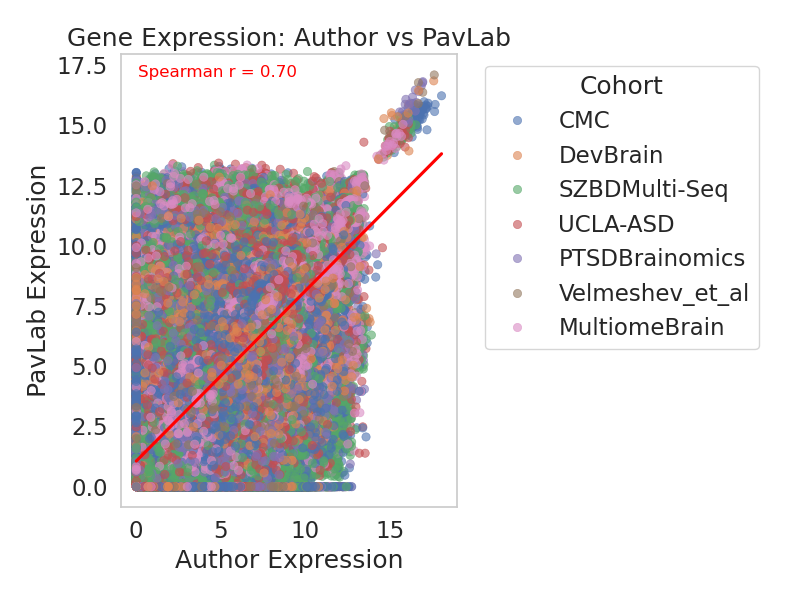 Gene Expression: Author vs PavLab
Spearman r = 0.70
17.5
15.0
12.5
10.0
7.5
5.0
2.5
0.0
PavLab Expression
0 5 10 15
Author Expression
Cohort
CMC
DevBrain
SZBDMulti-Seq
UCLA-ASD
PTSDBrainomics
Velmeshev_et_al
MultiomeBrain